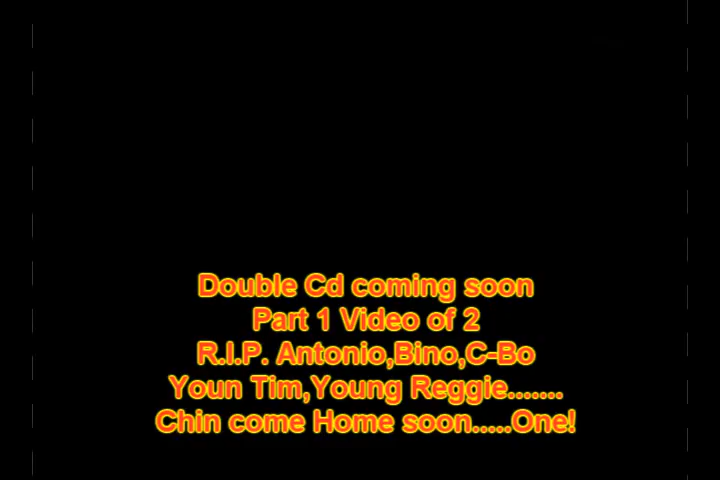 Double Cd coming soon
Part 1 Video of 2
R.I.P. Antonio,Bino,C-Bo
Youn Tim,Young Reggie.......
Chin come Home soon.....One!